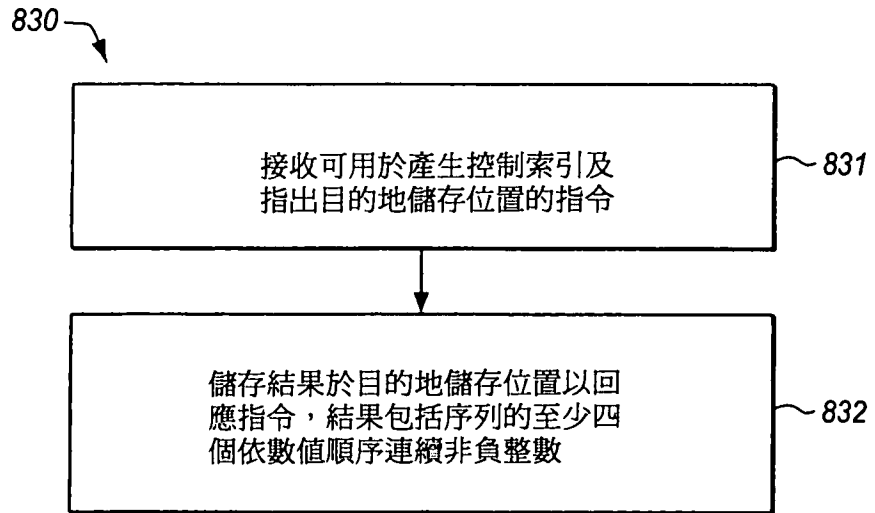 830
接收可用於產生控制索引及
指出目的地儲存位置的指令
831
儲存結果於目的地儲存位置以回
應指令，結果包括序列的至少四
個依數值順序連續非負整數
832